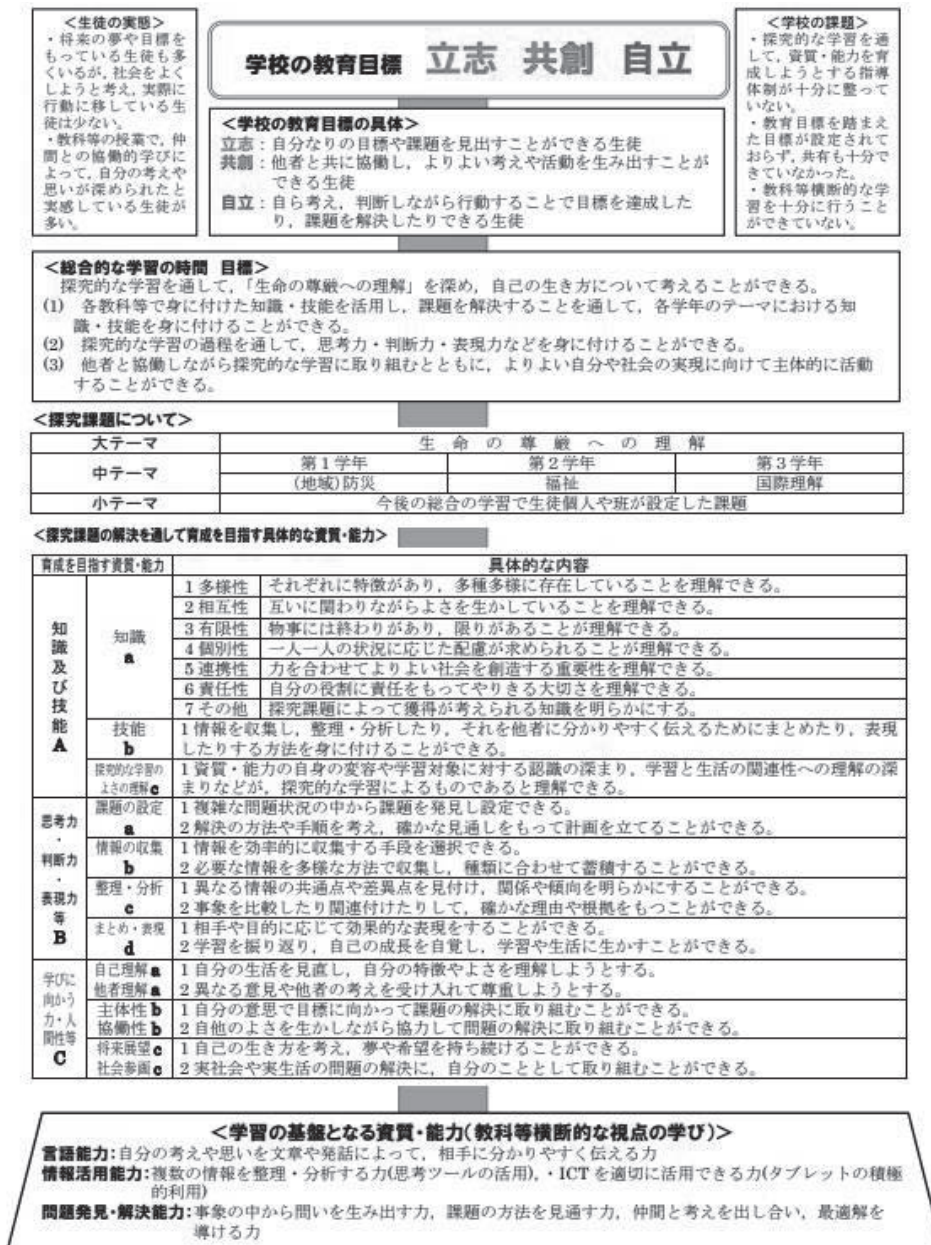 <生徒の実態>
・将来の夢や目標を
もっている生徒も多
くいるが，社会をよく
しようと考え，実際に
行動に移している生
徒は少ない。
・教科等の授業で，仲
間との協働的学びに
よって，自分の考えや
思いが深められたと
実感している生徒が
多い。
学校の教育目標 立志 共創 自立
<学校の教育目標の具体>
立志：自分なりの目標や課題を見出すことができる生徒
共創：他者と共に協働し，よりよい考えや活動を生み出すことが
できる生徒
自立：自ら考え，判断しながら行動することで目標を達成した
り，課題を解決したりできる生徒
<学校の課題>
・探究的な学習を通
して，資質・能力を育
成しようとする指導
体制が十分に整って
いない。
・教育目標を踏まえ
た目標が設定されて
おらず，共有も十分で
きていなかった。
・教科等横断的な学
習を十分に行うこと
ができていない。
<総合的な学習の時間 目標>
探究的な学習を通して，「生命の尊厳への理解」を深め，自己の生き方について考えることができる。
(1) 各教科等で身に付けた知識・技能を活用し，課題を解決することを通して，各学年のテーマにおける知
識・技能を身に付けることができる。
(2) 探究的な学習の過程を通して，思考力・判断力・表現力などを身に付けることができる。
(3) 他者と協働しながら探究的な学習に取り組むとともに，よりよい自分や社会の実現に向けて主体的に活動
することができる。
<探究課題について>
大テーマ 生命の尊厳への理解
中テーマ 第1学年 第2学年 第3学年
(地域)防災 福祉 国際理解
小テーマ 今後の総合の学習で生徒個人や班が設定した課題
<探究課題の解決を通して育成を目指す具体的な資質・能力>
育成を目指す資質・能力 具体的な内容
知識及び技能 A
知識 a
1 多様性 それぞれに特徴があり，多種多様に存在していることを理解できる。
2 相互性 互いに関わりながらよさを生かしていることを理解できる。
3 有限性 物事には終わりがあり，限りがあることが理解できる。
4 個別性 一人一人の状況に応じた配慮が求められることが理解できる。
5 連携性 力を合わせてよりよい社会を創造する重要性を理解できる。
6 責任性 自分の役割に責任をもってやりきる大切さを理解できる。
7 その他 探究課題によって獲得が考えられる知識を明らかにする。
技能 b
1 情報を収集し，整理・分析したり，それを他者に分かりやすく伝えるためにまとめたり，表現
したりする方法を身に付けることができる。
探究的な学習のよさの理解 c
1 資質・能力の自身の変容や学習対象に対する認識の深まり，学習と生活の関連性への理解の深
まりなどが，探究的な学習によるものであると理解できる。
思考力・判断力・表現力等 B
課題の設定 a
1 複雑な問題状況の中から課題を発見し設定できる。
2 解決の方法や手順を考え，確かな見通しをもって計画を立てることができる。
情報の収集 b
1 情報を効率的に収集する手段を選択できる。
2 必要な情報を多様な方法で収集し，種類に合わせて蓄積することができる。
整理・分析 c
1 異なる情報の共通点や差異点を見付け，関係や傾向を明らかにすることができる。
2 事象を比較したり関連付けたりして，確かな理由や根拠をもつことができる。
まとめ・表現 d
1 相手や目的に応じて効果的な表現をすることができる。
2 学習を振り返り，自己の成長を自覚し，学習や生活に生かすことができる。
学びに向かう力・人間性等 C
自己理解 a 1 自分の生活を見直し，自分の特徴やよさを理解しようとする。
他者理解 a 2 異なる意見や他者の考えを受け入れて尊重しようとする。
主体性 b 1 自分の意思で目標に向かって課題の解決に取り組むことができる。
協働性 b 2 自他のよさを生かしながら協力して問題の解決に取り組むことができる。
将来展望 c 1 自己の生き方を考え，夢や希望を持ち続けることができる。
社会参画 c 2 実社会や実生活の問題の解決に，自分のこととして取り組むことができる。
<学習の基盤となる資質・能力(教科等横断的な視点の学び)>
言語能力：自分の考えや思いを文章や発話によって，相手に分かりやすく伝える力
情報活用能力：複数の情報を整理・分析する力(思考ツールの活用)，・ICT を適切に活用できる力(タブレットの積極
的利用)
問題発見・解決能力：事象の中から問いを生み出す力，課題の方法を見通す力，仲間と考えを出し合い，最適解を
導ける力